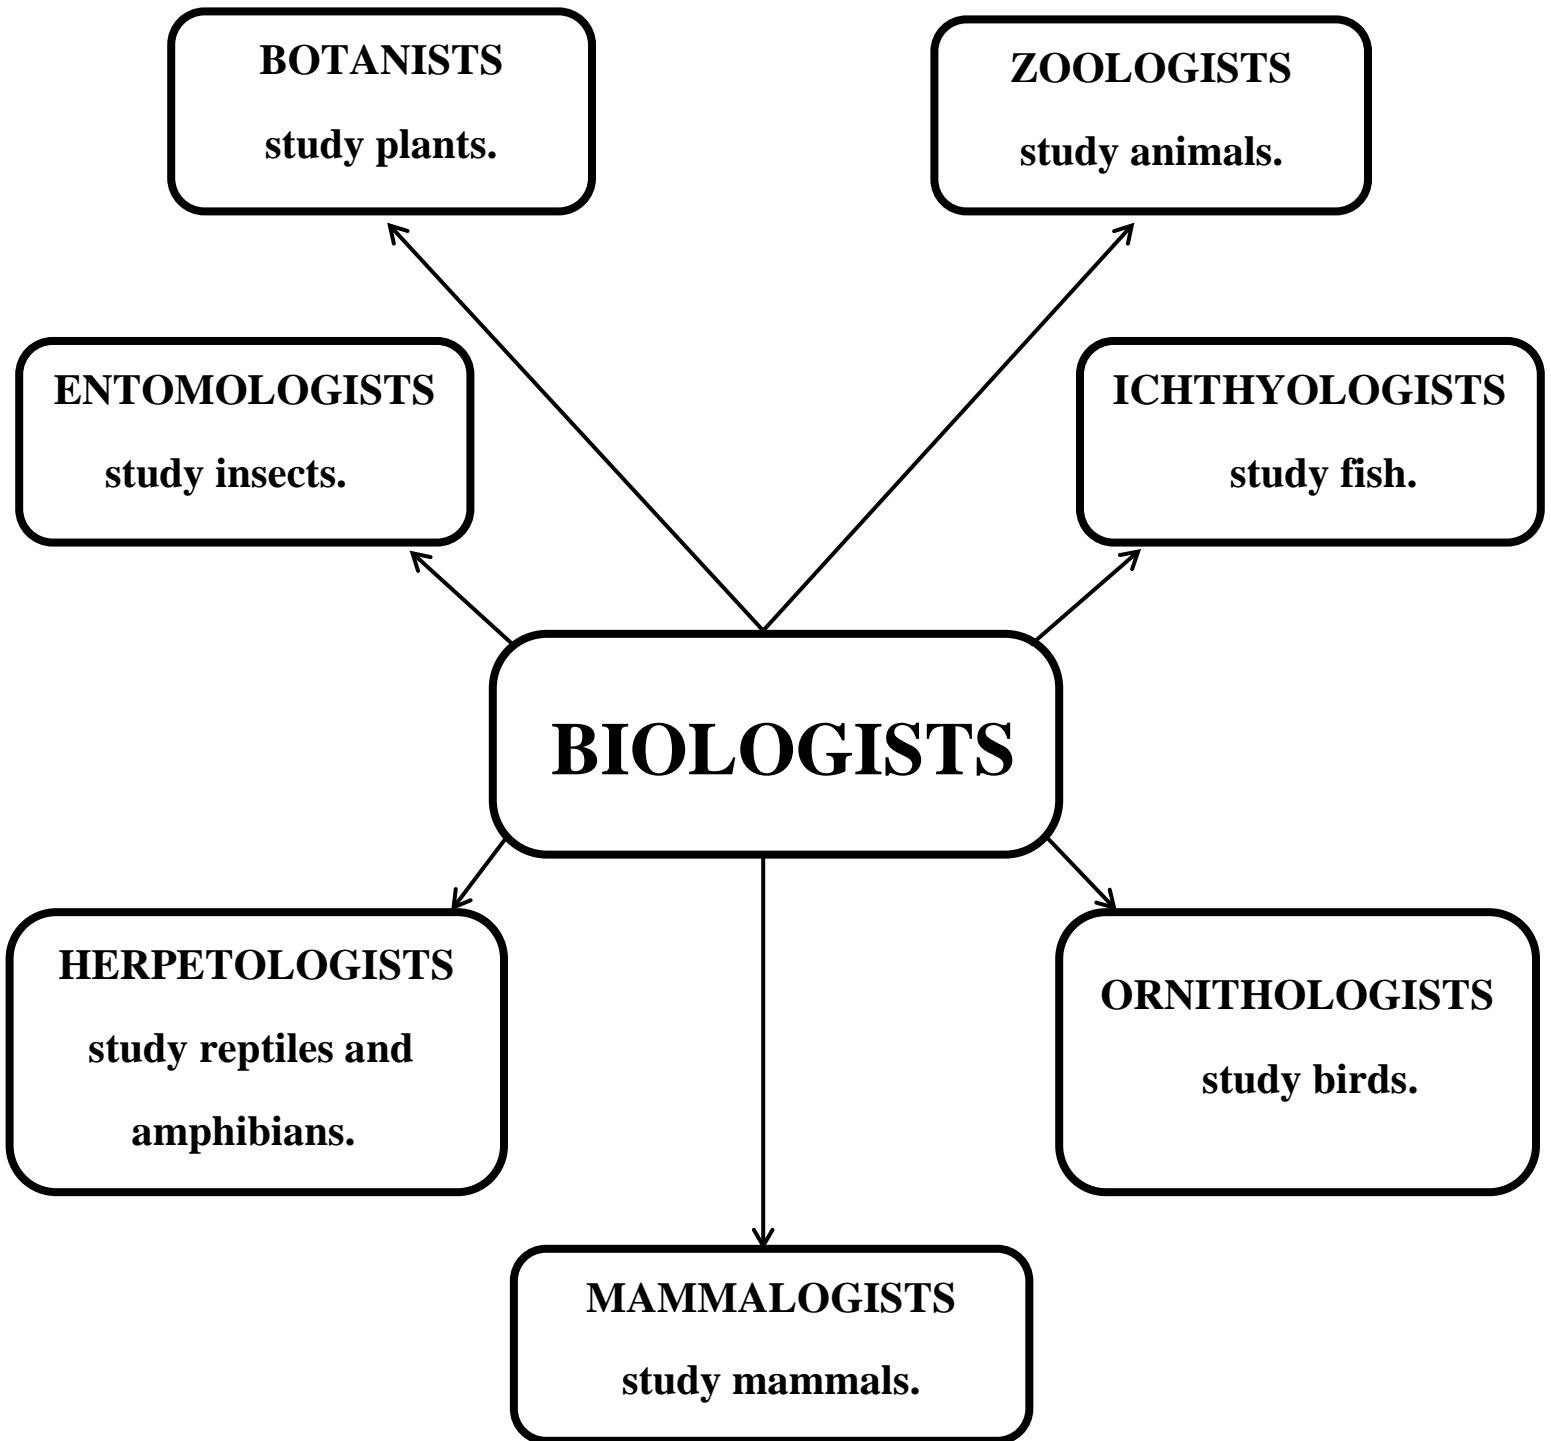 BOTANISTS
study plants.
ZOOLOGISTS
study animals.
ENTOMOLOGISTS
study insects.
ICHTHYOLOGISTS
study fish.
BIOLOGISTS
HERPETOLOGISTS
study reptiles and
amphibians.
ORNITHOLOGISTS
study birds.
MAMMALOGISTS
study mammals.